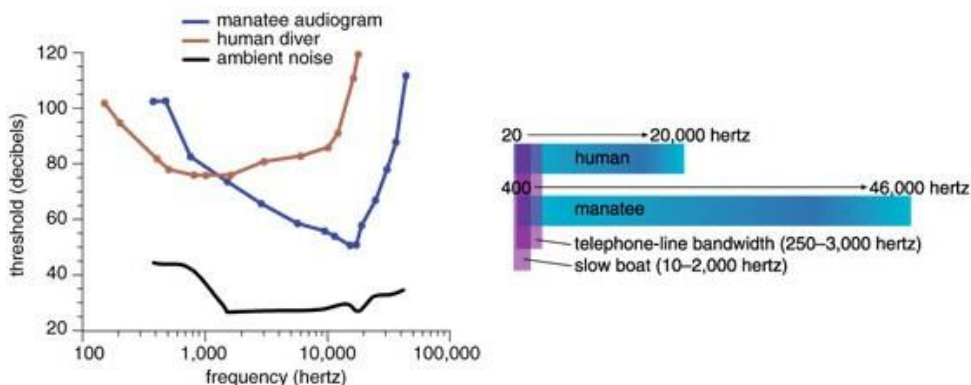 manatee audiogram
human diver
ambient noise
threshold (decibels)
120
100
80
60
40
20
100
1,000
10,000
100,000
frequency (hertz)
20
20,000 hertz
human
400
46,000 hertz
manatee
telephone-line bandwidth (250–3,000 hertz)
slow boat (10–2,000 hertz)